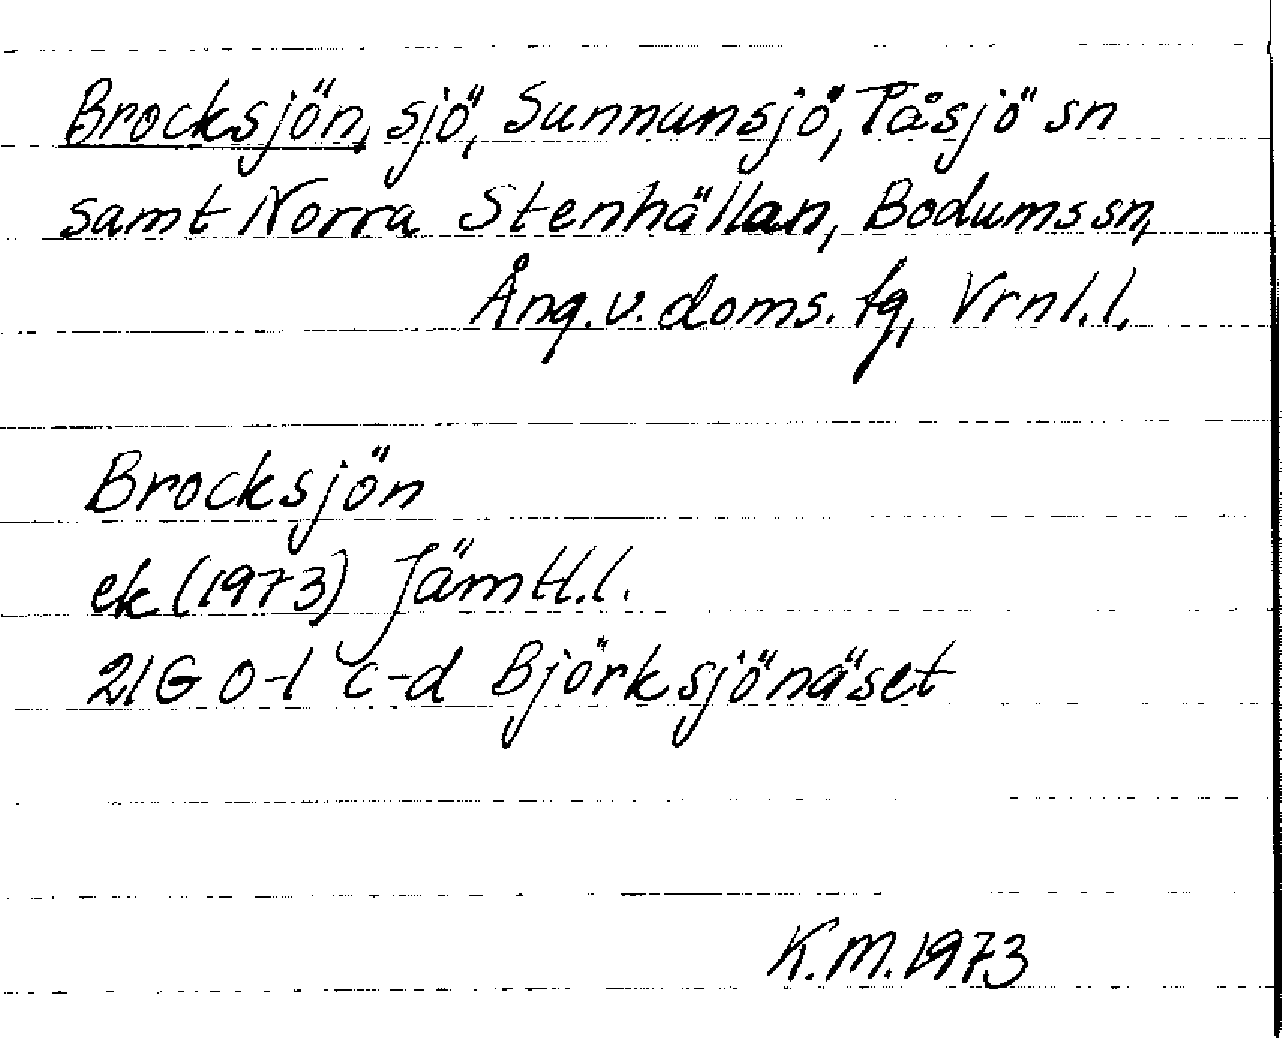 Brocksjön, sjö, Sunnansjö, Tåsjö sn
samt Norra Stenhällan, Bodums sn,
Ång.v.doms.tg, Vrnl.l.
Brocksjön
ek (1973) Jämtl.l.
21G 0-1 c-d Björksjönäset
K.M.1973